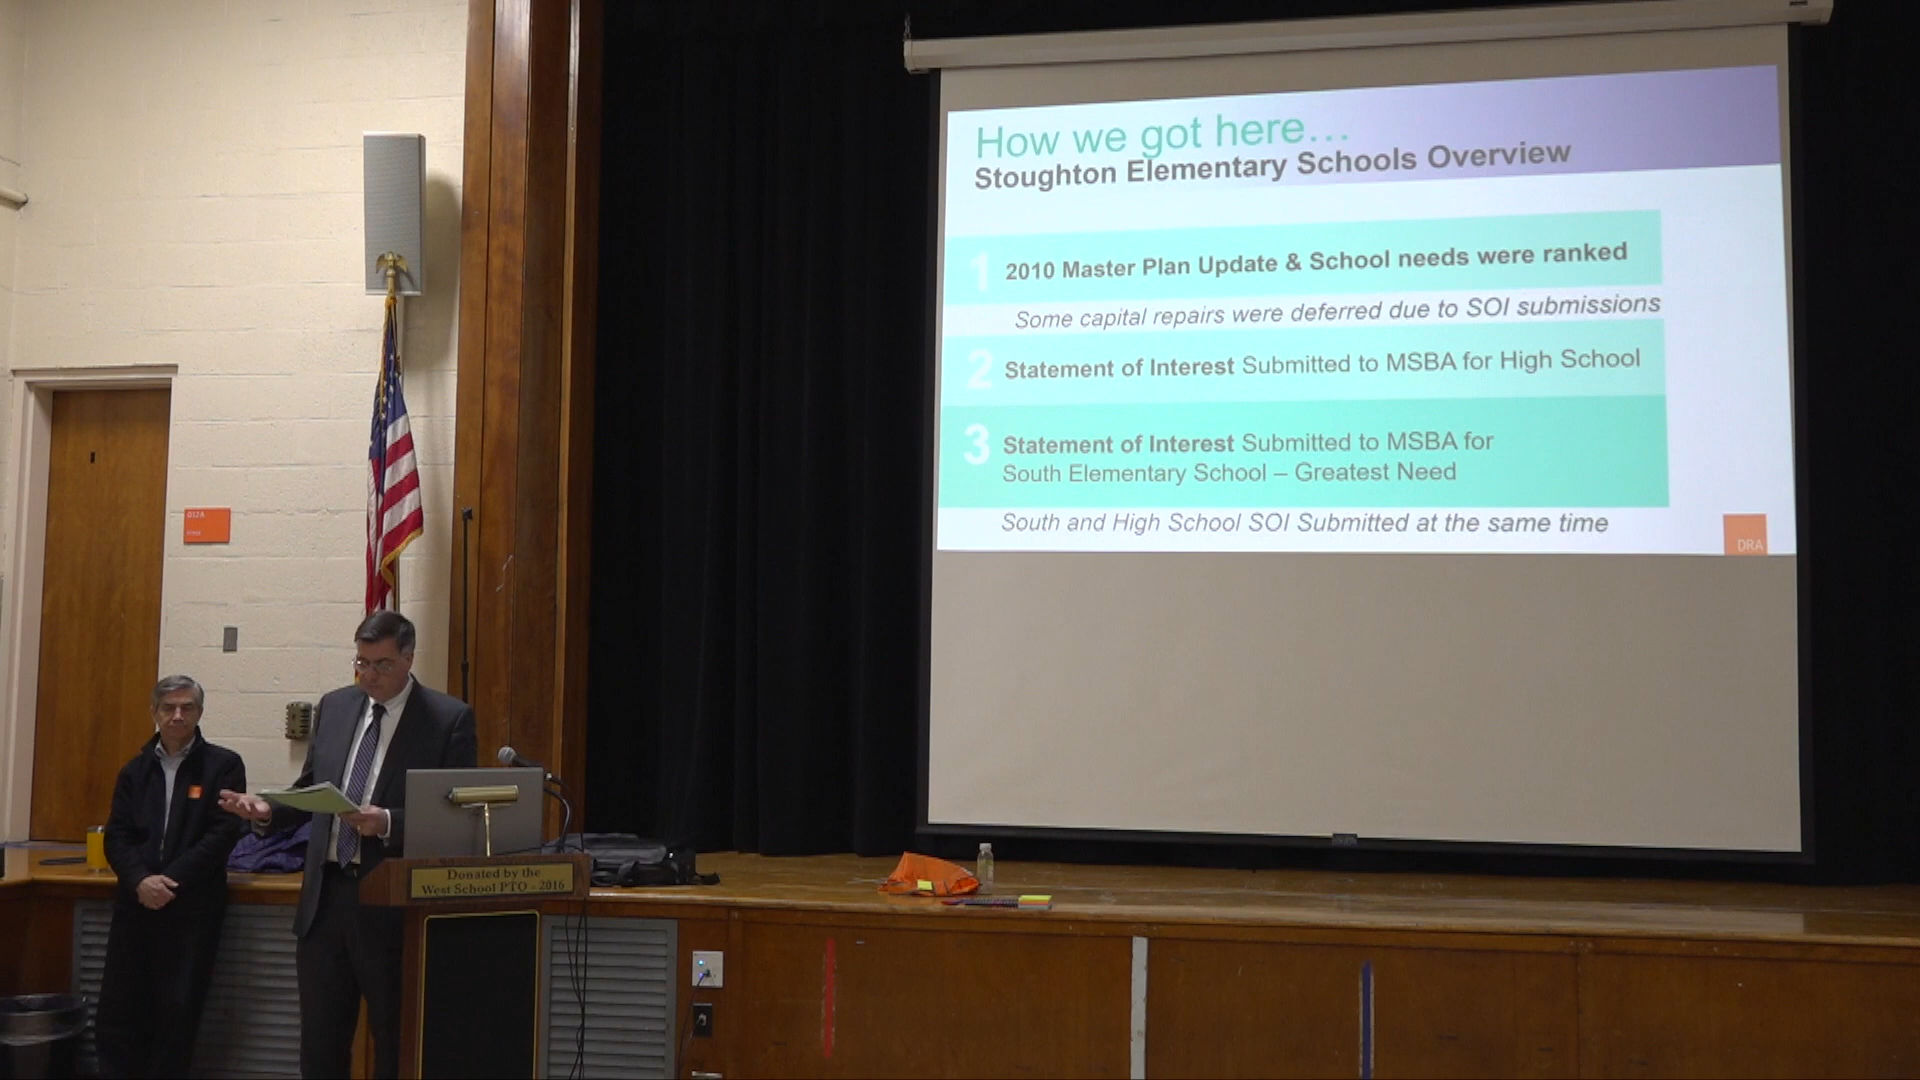 How we got here…
Stoughton Elementary Schools Overview
1 2010 Master Plan Update & School needs were ranked
Some capital repairs were deferred due to SOI submissions
2 Statement of Interest Submitted to MSBA for High School
3 Statement of Interest Submitted to MSBA for
South Elementary School – Greatest Need
South and High School SOI Submitted at the same time
DRA
Donated by the
West School PTO - 2016